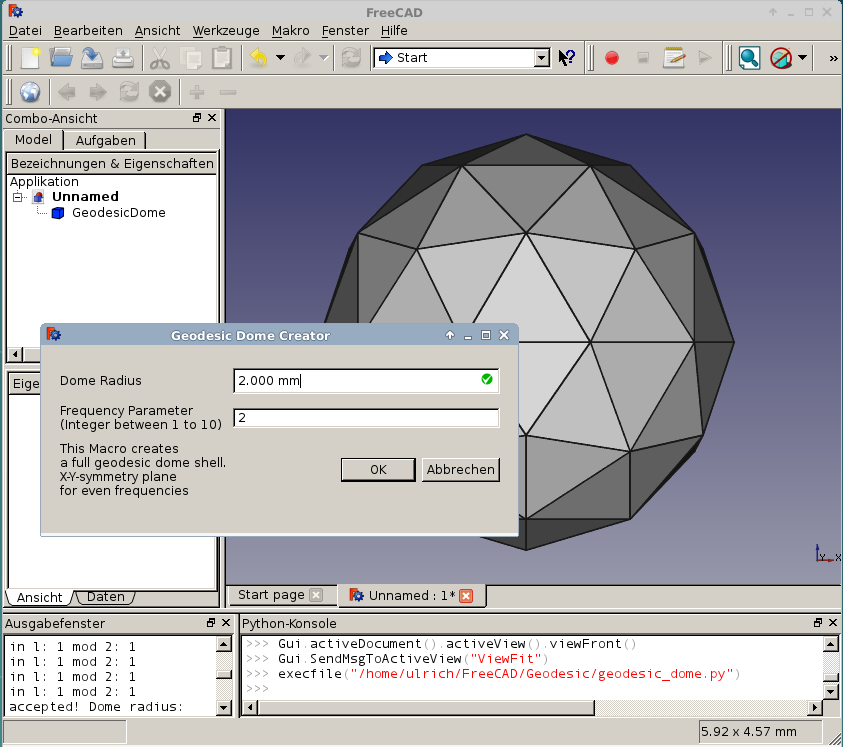 FreeCAD
Datei Bearbeiten Ansicht Werkzeuge Makro Fenster Hilfe
Start
»
Combo-Ansicht
Model Aufgaben
Bezeichnungen & Eigenschaften
Applikation
Unnamed
GeodesicDome
Geodesic Dome Creator
Dome Radius
2.000 mm
Frequency Parameter
(Integer between 1 to 10)
2
This Macro creates
a full geodesic dome shell.
X-Y-symmetry plane
for even frequencies
OK Abbrechen
Eige
Y X
Ansicht Daten
Start page Unnamed : 1*
Ausgabefenster
in l: 1 mod 2: 1
in l: 1 mod 2: 1
in l: 1 mod 2: 1
in l: 1 mod 2: 1
accepted! Dome radius:
Python-Konsole
>>> Gui.activeDocument().activeView().viewFront()
>>> Gui.SendMsgToActiveView("ViewFit")
>>> execfile("/home/ulrich/FreeCAD/Geodesic/geodesic_dome.py")
>>>
5.92 x 4.57 mm